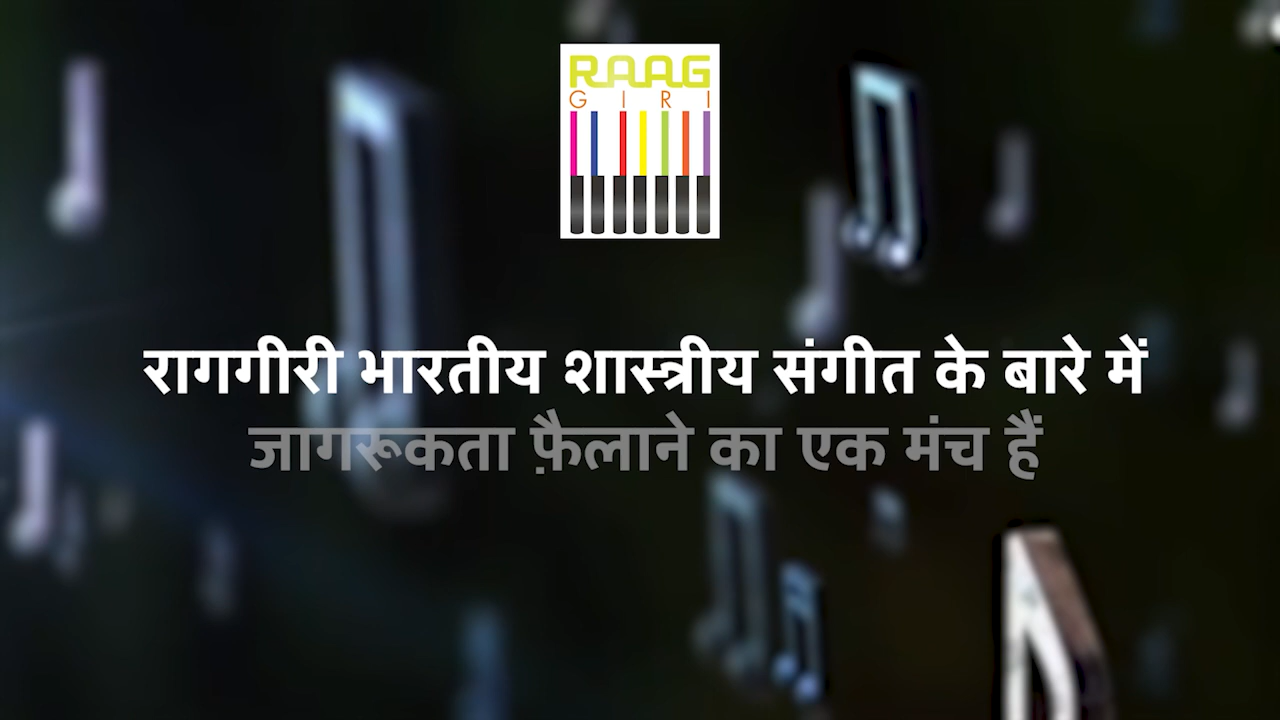 RAAG
GIRI
रागगीरी भारतीय शास्त्रीय संगीत के बारे में
जागरूकता फ़ैलाने का एक मंच हैं